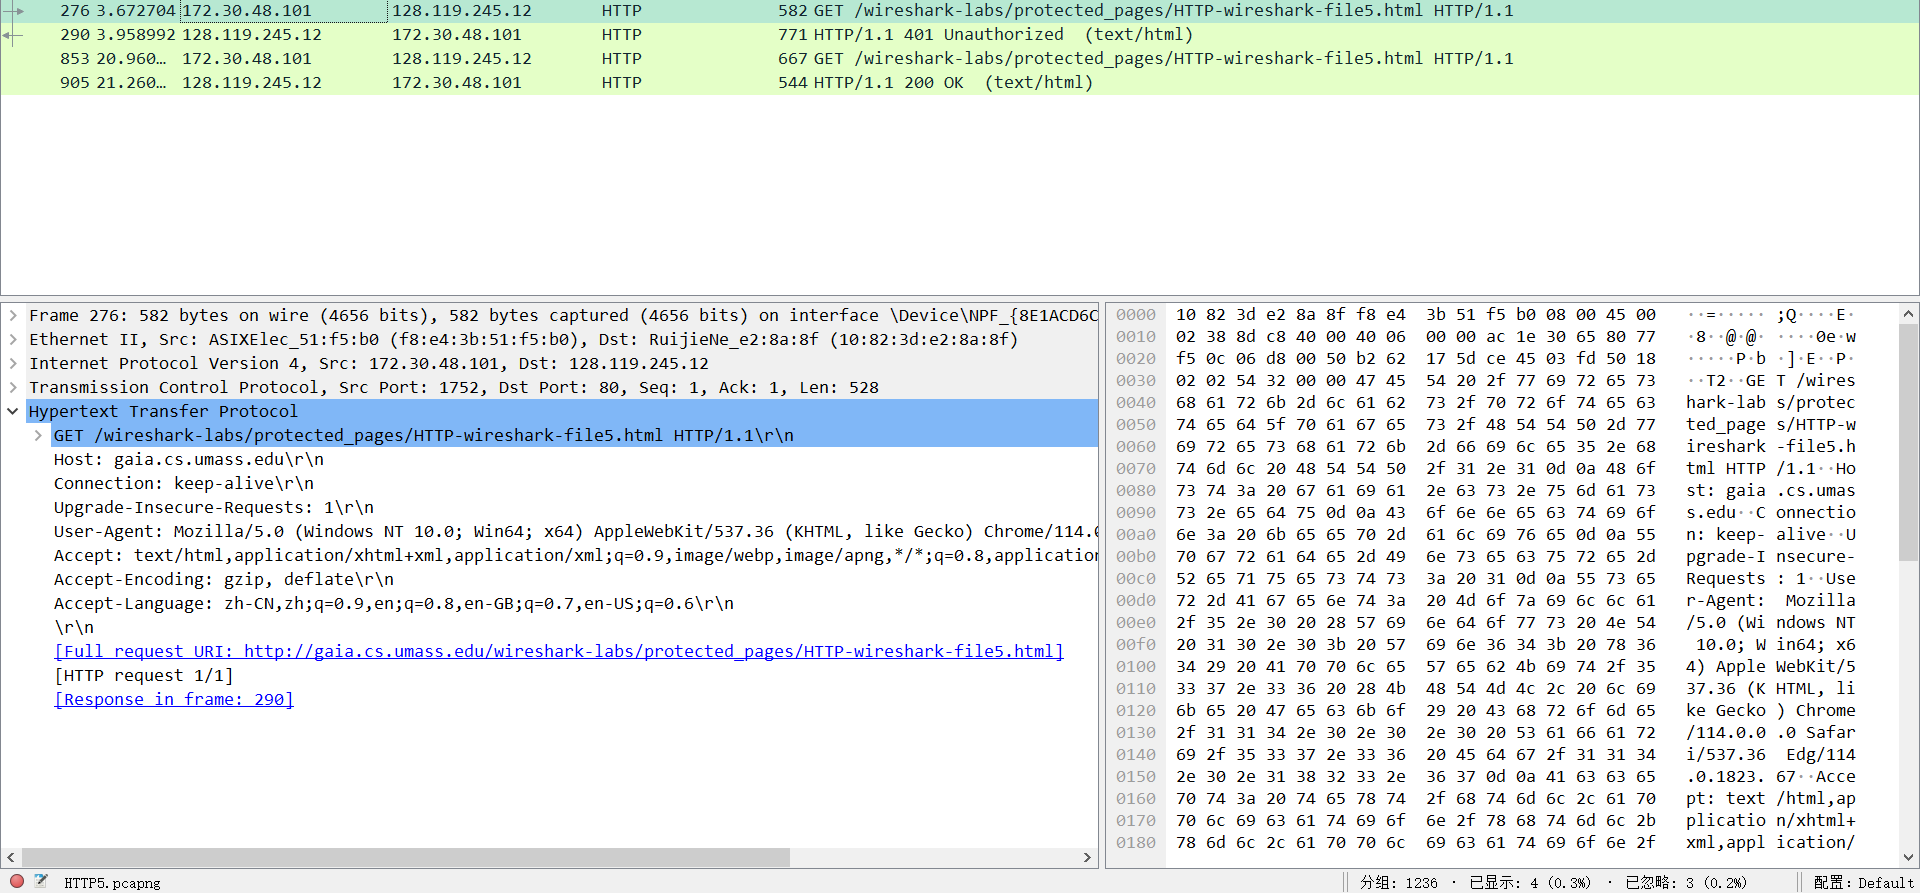 276 3.672704 172.30.48.101 128.119.245.12 HTTP 582 GET /wireshark-labs/protected_pages/HTTP-wireshark-file5.html HTTP/1.1
290 3.958992 128.119.245.12 172.30.48.101 HTTP 771 HTTP/1.1 401 Unauthorized (text/html)
853 20.960… 172.30.48.101 128.119.245.12 HTTP 667 GET /wireshark-labs/protected_pages/HTTP-wireshark-file5.html HTTP/1.1
905 21.260… 128.119.245.12 172.30.48.101 HTTP 544 HTTP/1.1 200 OK (text/html)
Frame 276: 582 bytes on wire (4656 bits), 582 bytes captured (4656 bits) on interface \Device\NPF_{8E1ACD6C
Ethernet II, Src: ASIXElec_51:f5:b0 (f8:e4:3b:51:f5:b0), Dst: RuijieNe_e2:8a:8f (10:82:3d:e2:8a:8f)
Internet Protocol Version 4, Src: 172.30.48.101, Dst: 128.119.245.12
Transmission Control Protocol, Src Port: 1752, Dst Port: 80, Seq: 1, Ack: 1, Len: 528
Hypertext Transfer Protocol
GET /wireshark-labs/protected_pages/HTTP-wireshark-file5.html HTTP/1.1\r\n
Host: gaia.cs.umass.edu\r\n
Connection: keep-alive\r\n
Upgrade-Insecure-Requests: 1\r\n
User-Agent: Mozilla/5.0 (Windows NT 10.0; Win64; x64) AppleWebKit/537.36 (KHTML, like Gecko) Chrome/114.0
Accept: text/html,application/xhtml+xml,application/xml;q=0.9,image/webp,image/apng,*/*;q=0.8,application
Accept-Encoding: gzip, deflate\r\n
Accept-Language: zh-CN,zh;q=0.9,en;q=0.8,en-GB;q=0.7,en-US;q=0.6\r\n
\r\n
[Full request URI: http://gaia.cs.umass.edu/wireshark-labs/protected_pages/HTTP-wireshark-file5.html]
[HTTP request 1/1]
[Response in frame: 290]
0000 10 82 3d e2 8a 8f f8 e4 3b 51 f5 b0 08 00 45 00 ··=····· ;Q····E·
0010 02 38 8d c8 40 00 40 06 00 00 ac 1e 30 65 80 77 ·8··@·@· ····0e·w
0020 f5 0c 06 d8 00 50 b2 62 17 5d ce 45 03 fd 50 18 ·····P·b ·]·E··P·
0030 02 02 54 32 00 00 47 45 54 20 2f 77 69 72 65 73 ··T2··GE T /wires
0040 68 61 72 6b 2d 6c 61 62 73 2f 70 72 6f 74 65 63 hark-lab s/protec
0050 74 65 64 5f 70 61 67 65 73 2f 48 54 54 50 2d 77 ted_page s/HTTP-w
0060 69 72 65 73 68 61 72 6b 2d 66 69 6c 65 35 2e 68 ireshark -file5.h
0070 74 6d 6c 20 48 54 54 50 2f 31 2e 31 0d 0a 48 6f tml HTTP /1.1··Ho
0080 73 74 3a 20 67 61 69 61 2e 63 73 2e 75 6d 61 73 st: gaia .cs.umas
0090 73 2e 65 64 75 0d 0a 43 6f 6e 6e 65 63 74 69 6f s.edu··C onnectio
00a0 6e 3a 20 6b 65 65 70 2d 61 6c 69 76 65 0d 0a 55 n: keep- alive··U
00b0 70 67 72 61 64 65 2d 49 6e 73 65 63 75 72 65 2d pgrade-I nsecure-
00c0 52 65 71 75 65 73 74 73 3a 20 31 0d 0a 55 73 65 Requests : 1··Use
00d0 72 2d 41 67 65 6e 74 3a 20 4d 6f 7a 69 6c 6c 61 r-Agent: Mozilla
00e0 2f 35 2e 30 20 28 57 69 6e 64 6f 77 73 20 4e 54 /5.0 (Wi ndows NT
00f0 20 31 30 2e 30 3b 20 57 69 6e 36 34 3b 20 78 36 10.0; W in64; x6
0100 34 29 20 41 70 70 6c 65 57 65 62 4b 69 74 2f 35 4) Apple WebKit/5
0110 33 37 2e 33 36 20 28 4b 48 54 4d 4c 2c 20 6c 69 37.36 (K HTML, li
0120 6b 65 20 47 65 63 6b 6f 29 20 43 68 72 6f 6d 65 ke Gecko ) Chrome
0130 2f 31 31 34 2e 30 2e 30 2e 30 20 53 61 66 61 72 /114.0.0 .0 Safar
0140 69 2f 35 33 37 2e 33 36 20 45 64 67 2f 31 31 34 i/537.36 Edg/114
0150 2e 30 2e 31 38 32 33 2e 36 37 0d 0a 41 63 63 65 .0.1823. 67··Acce
0160 70 74 3a 20 74 65 78 74 2f 68 74 6d 6c 2c 61 70 pt: text /html,ap
0170 70 6c 69 63 61 74 69 6f 6e 2f 78 68 74 6d 6c 2b plicatio n/xhtml+
0180 78 6d 6c 2c 61 70 70 6c 69 63 61 74 69 6f 6e 2f xml,appl ication/
HTTP5.pcapng 分组: 1236 · 已显示: 4 (0.3%) · 已忽略: 3 (0.2%) 配置: Default